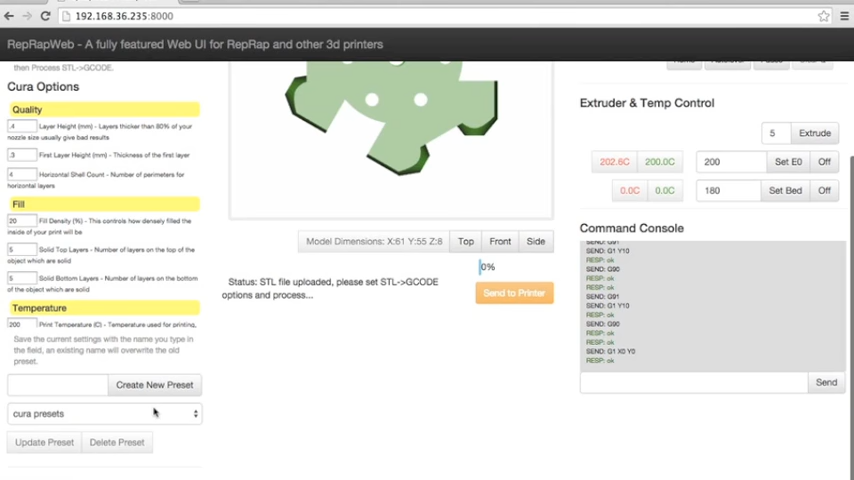 192.168.36.235:8000
RepRapWeb - A fully featured Web UI for RepRap and other 3d printers
then Process STL->GCODE.
Cura Options
Quality
.4 Layer Height (mm) - Layers thicker than 80% of your
nozzle size usually give bad results
.3 First Layer Height (mm) - Thickness of the first layer
4 Horizontal Shell Count - Number of perimeters for
horizontal layers
Fill
20 Fill Density (%) - This controls how densely filled the
inside of your print will be
5 Solid Top Layers - Number of layers on the top of the
object which are solid
5 Solid Bottom Layers - Number of layers on the bottom
of the object which are solid
Temperature
200 Print Temperature (C) - Temperature used for printing,
Save the current settings with the name you type in
the field, an existing name will overwrite the old
preset.
Create New Preset
cura presets
Update Preset Delete Preset
Model Dimensions: X:61 Y:55 Z:8 Top Front Side
0%
Status: STL file uploaded, please set STL->GCODE
options and process...
Send to Printer
Extruder & Temp Control
5 Extrude
202.6C 200.0C 200 Set E0 Off
0.0C 0.0C 180 Set Bed Off
Command Console
SEND: G91
SEND: G1 Y10
RESP: ok
SEND: G90
RESP: ok
RESP: ok
SEND: G91
SEND: G1 Y10
RESP: ok
SEND: G90
RESP: ok
RESP: ok
SEND: G1 X0 Y0
RESP: ok
Send